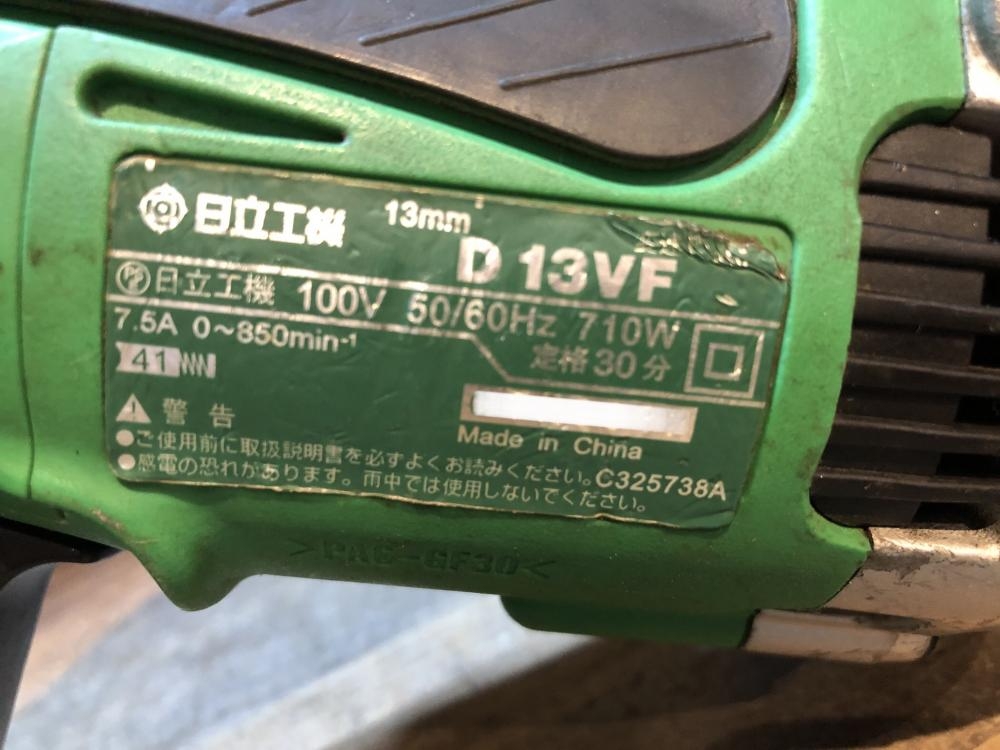 日立工機 13mm
D 13VF
PS E 日立工機 100V 50/60Hz 710W
7.5A 0～850min-1 定格30分
41
警告
Made in China
●ご使用前に取扱説明書を必ずよくお読みください。C325738A
●感電の恐れがあります。雨中では使用しないでください。
>PA6-GF30<